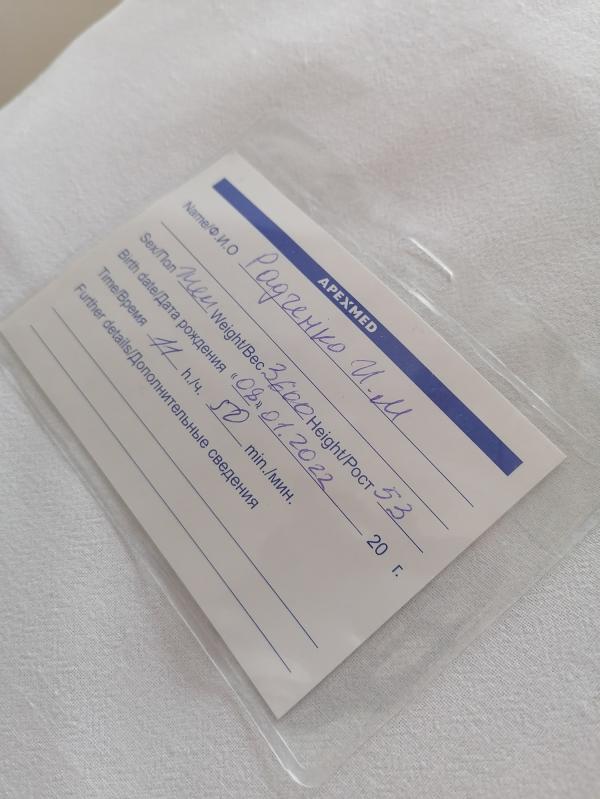 APEXMED
Name/Ф.И.О Радченко И.М
Sex/Пол Жен Weight/Вес 3600 Height/Рост 53
Birth date/Дата рождения "08" 01.2022 20 г.
Time/Время 11 h./ч. 50 min./мин.
Further details/Дополнительные сведения